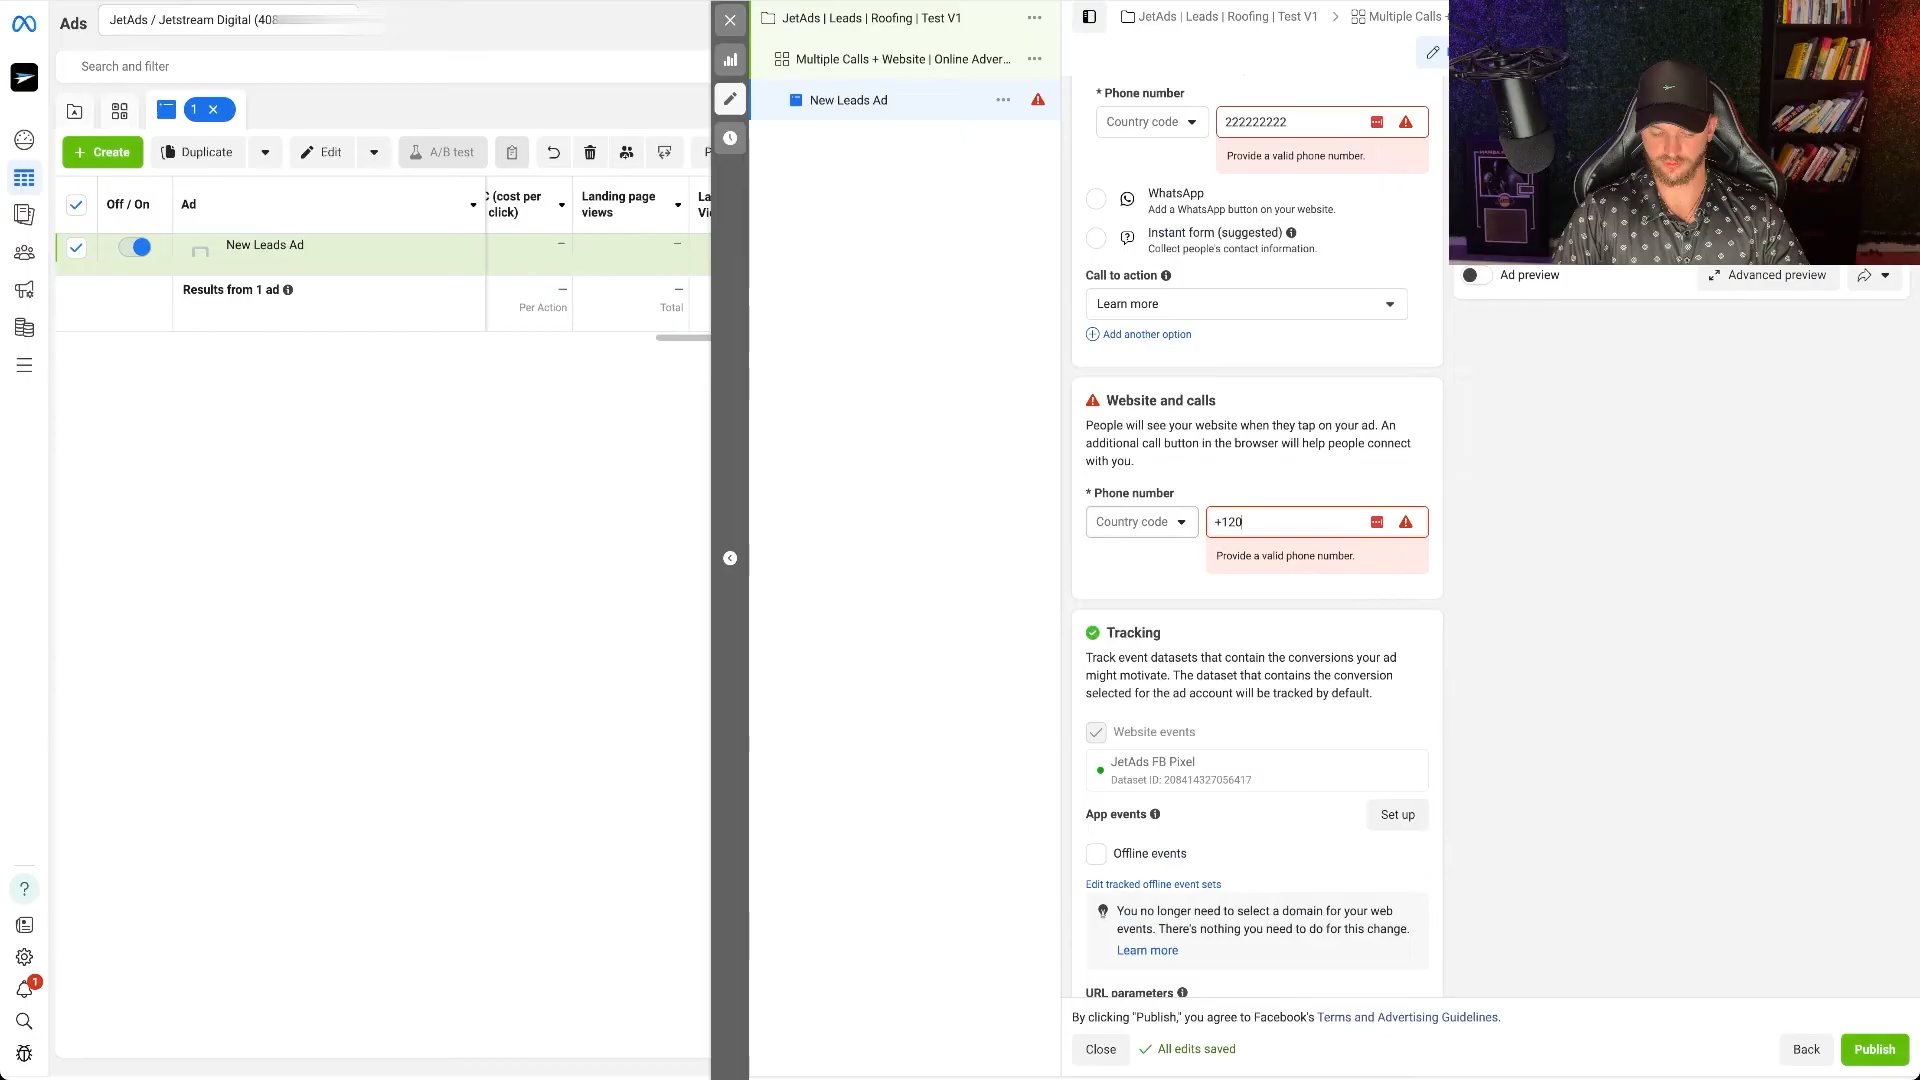 Ads
JetAds / Jetstream Digital (408
Search and filter
1
Create
Duplicate
Edit
A/B test
Off / On
Ad
(cost per
click)
Landing page
views
New Leads Ad
—
—
Results from 1 ad
—
—
Per Action
Total
?
1
JetAds | Leads | Roofing | Test V1
Multiple Calls + Website | Online Adver...
New Leads Ad
JetAds | Leads | Roofing | Test V1
Multiple Calls +
* Phone number
Country code
222222222
Provide a valid phone number.
WhatsApp
Add a WhatsApp button on your website.
Instant form (suggested)
Collect people's contact information.
Call to action
Learn more
Add another option
Website and calls
People will see your website when they tap on your ad. An
additional call button in the browser will help people connect
with you.
* Phone number
Country code
+120
Provide a valid phone number.
Tracking
Track event datasets that contain the conversions your ad
might motivate. The dataset that contains the conversion
selected for the ad account will be tracked by default.
Website events
JetAds FB Pixel
Dataset ID: 208414327056417
App events
Set up
Offline events
Edit tracked offline event sets
You no longer need to select a domain for your web
events. There's nothing you need to do for this change.
Learn more
URL parameters
By clicking "Publish," you agree to Facebook's Terms and Advertising Guidelines.
Close
All edits saved
Back
Publish
Ad preview
Advanced preview